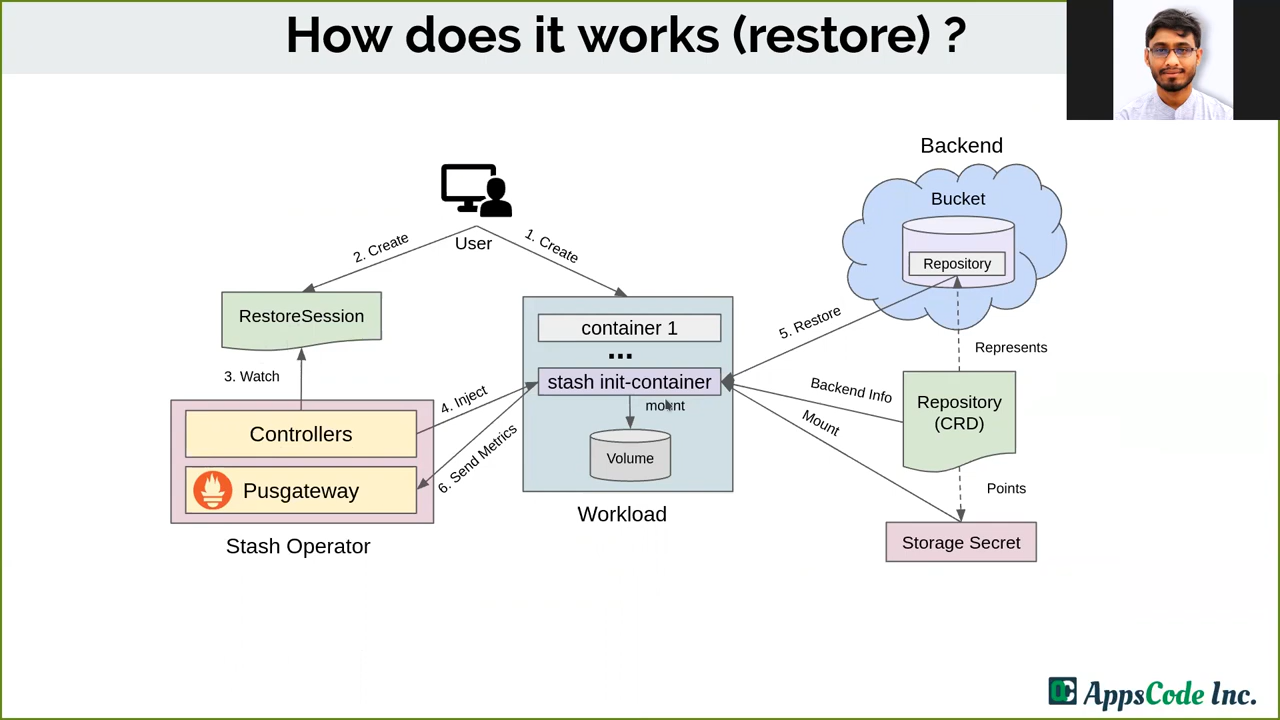 How does it works (restore) ?
Backend
Bucket
Repository
User
2. Create
1. Create
RestoreSession
container 1
...
stash init-container
mount
Volume
Workload
3. Watch
4. Inject
6. Send Metrics
Controllers
Pusgateway
Stash Operator
5. Restore
Represents
Backend Info
Repository
(CRD)
Mount
Points
Storage Secret
AppsCode Inc.